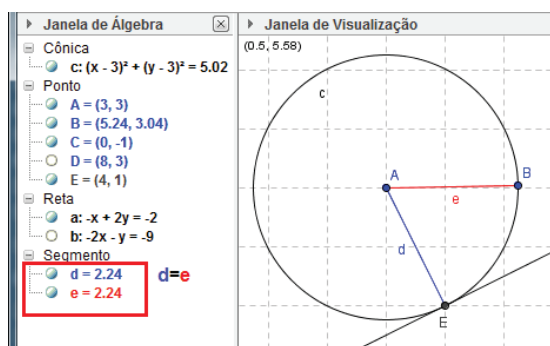 Janela de Álgebra
Cônica
c: (x - 3)² + (y - 3)² = 5.02
Ponto
A = (3, 3)
B = (5.24, 3.04)
C = (0, -1)
D = (8, 3)
E = (4, 1)
Reta
a: -x + 2y = -2
b: -2x - y = -9
Segmento
d = 2.24
e = 2.24
d=e
Janela de Visualização
(0.5, 5.58)
c
A
B
e
d
E